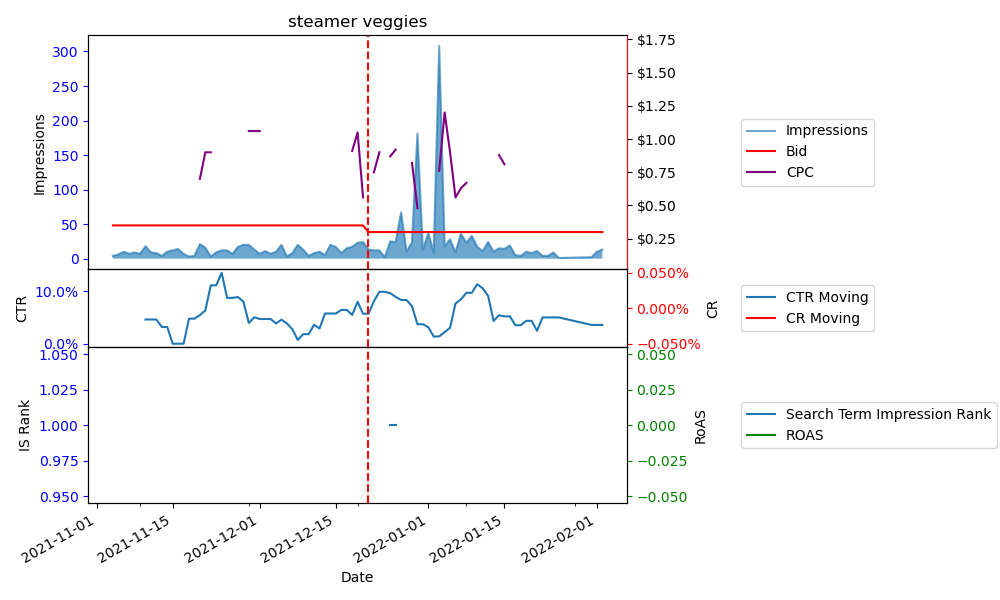 steamer veggies
Impressions
300
250
200
150
100
50
0
$1.75
$1.50
$1.25
$1.00
$0.75
$0.50
$0.25
Impressions
Bid
CPC
CTR
10.0%
0.0%
0.050%
0.000%
−0.050%
CR
CTR Moving
CR Moving
IS Rank
1.050
1.025
1.000
0.975
0.950
0.050
0.025
0.000
−0.025
−0.050
RoAS
Search Term Impression Rank
ROAS
2021-11-01
2021-11-15
2021-12-01
2021-12-15
2022-01-01
2022-01-15
2022-02-01
Date